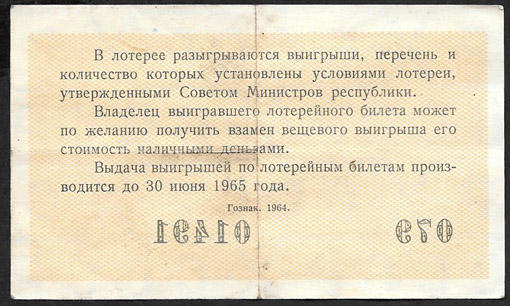 В лотерее разыгрываются выигрыши, перечень и
количество которых установлены условиями лотереи,
утвержденными Советом Министров республики.
Владелец выигравшего лотерейного билета может
по желанию получить взамен вещевого выигрыша его
стоимость наличными деньгами.
Выдача выигрышей по лотерейным билетам произ-
водится до 30 июня 1965 года.
Гознак. 1964.